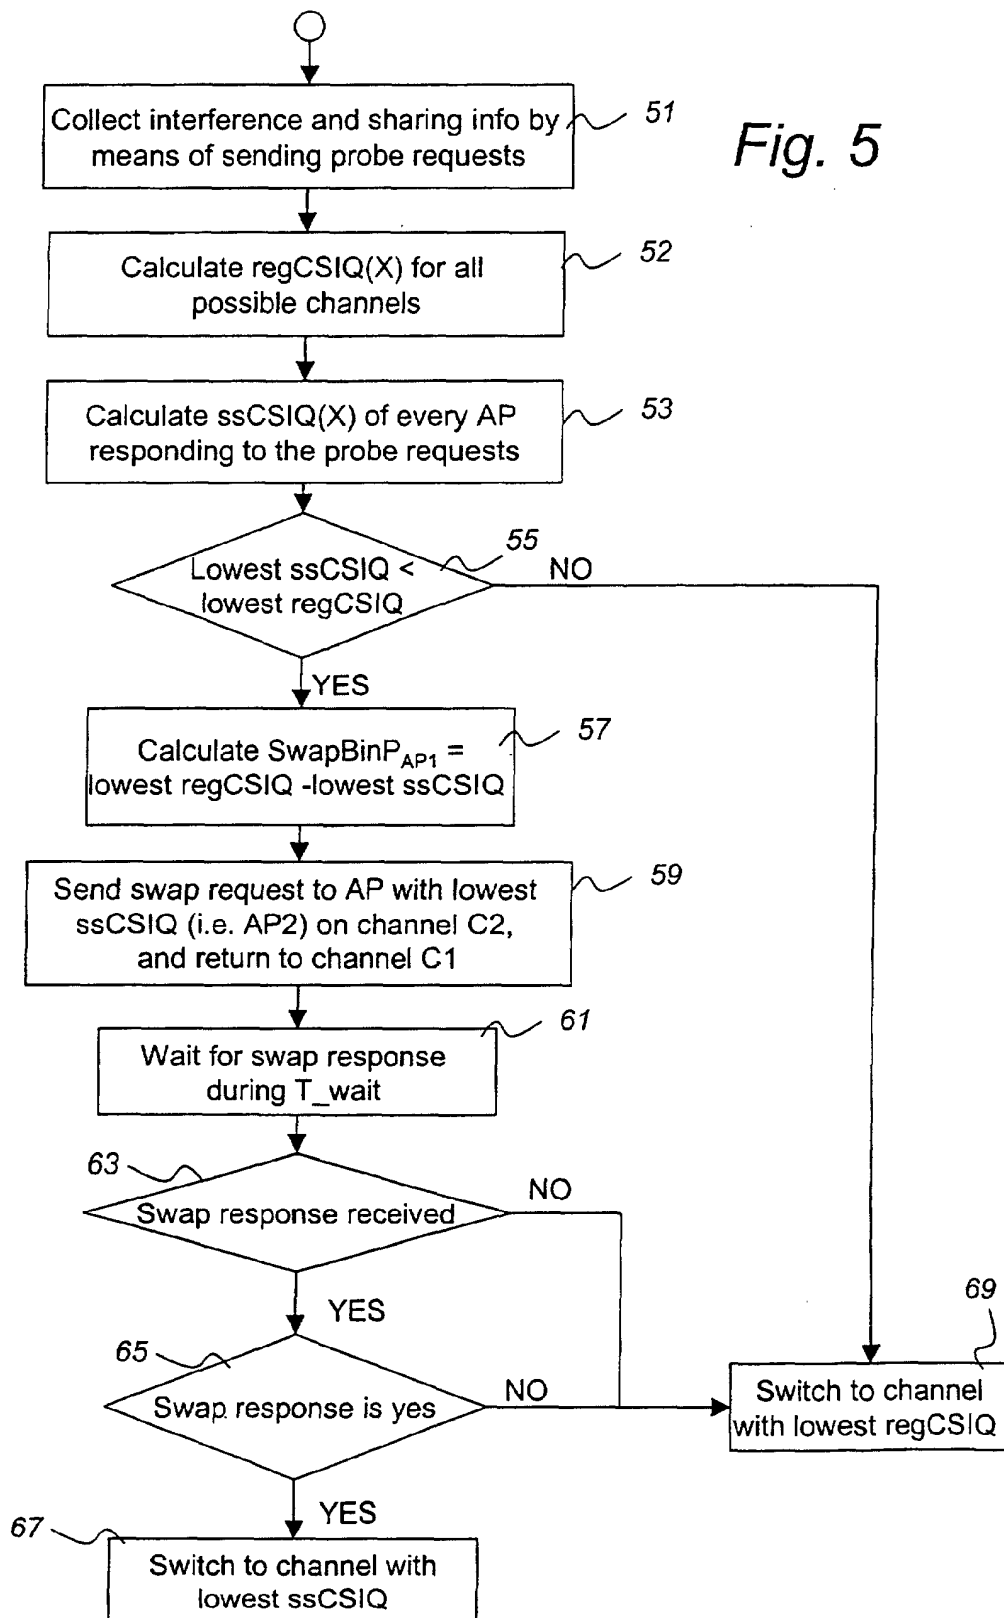 Fig. 5
Collect interference and sharing info by
means of sending probe requests
51
Calculate regCSIQ(X) for all
possible channels
52
Calculate ssCSIQ(X) of every AP
responding to the probe requests
53
Lowest ssCSIQ <
lowest regCSIQ
55
NO
YES
Calculate SwapBinP_AP1 =
lowest regCSIQ -lowest ssCSIQ
57
Send swap request to AP with lowest
ssCSIQ (i.e. AP2) on channel C2,
and return to channel C1
59
Wait for swap response
during T_wait
61
63
Swap response received
NO
YES
65
Swap response is yes
NO
YES
69
Switch to channel
with lowest regCSIQ
67
Switch to channel with
lowest ssCSIQ